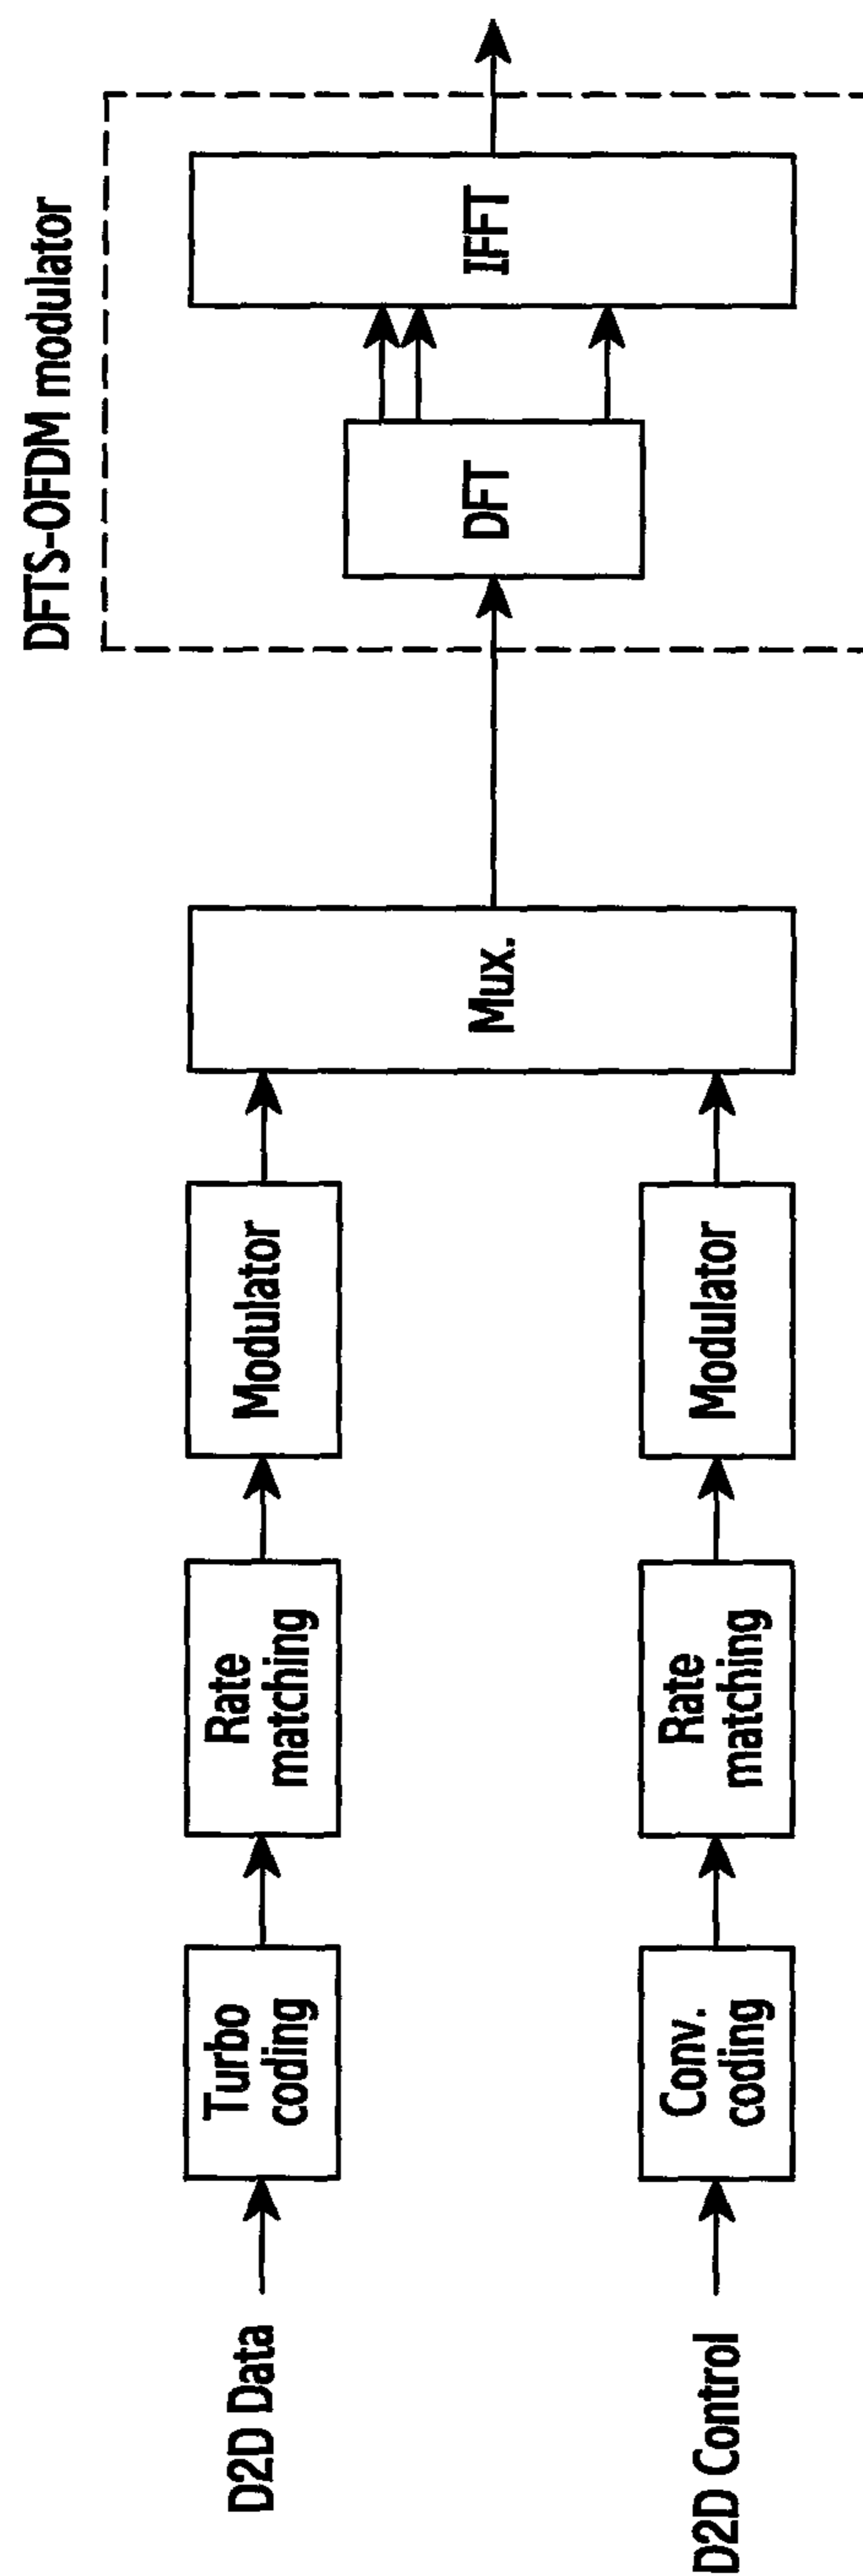 DFTS-OFDM modulator
D2D Data
Turbo
coding
Rate
matching
Modulator
D2D Control
Conv.
coding
Rate
matching
Modulator
Mux.
DFT
IFFT